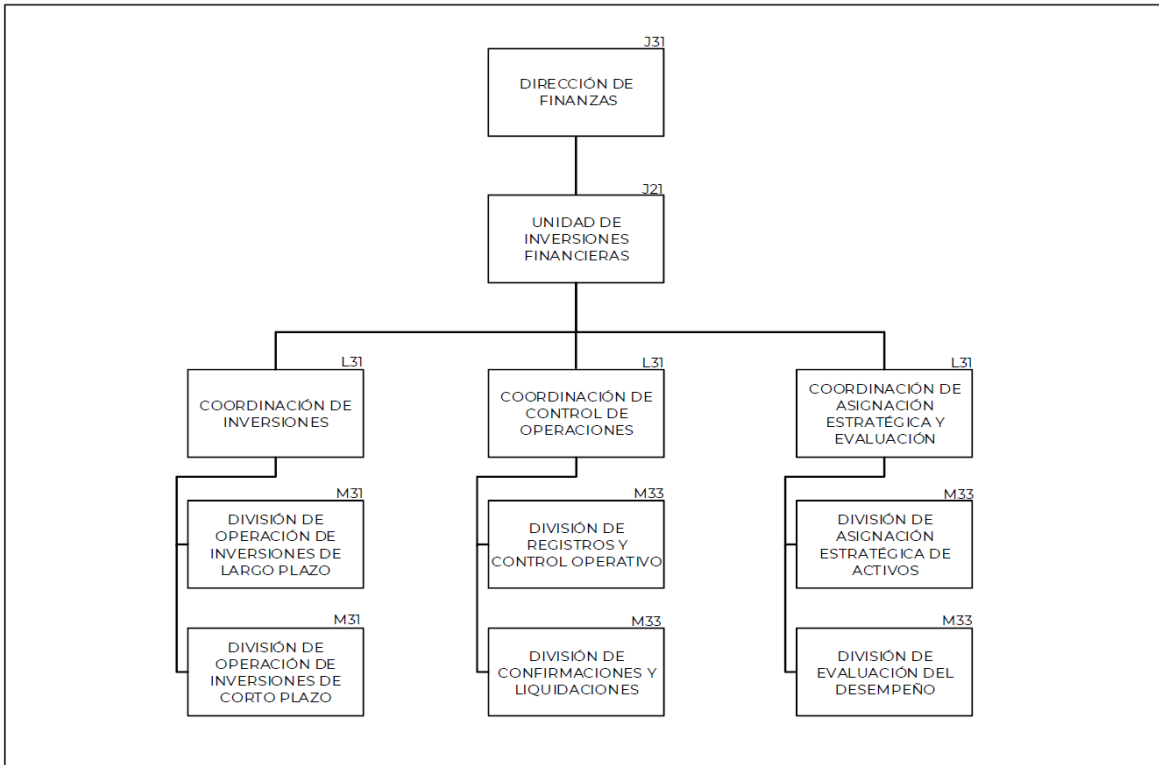 J31
DIRECCIÓN DE
FINANZAS
J21
UNIDAD DE
INVERSIONES
FINANCIERAS
L31
COORDINACIÓN DE
INVERSIONES
L31
COORDINACIÓN DE
CONTROL DE
OPERACIONES
L31
COORDINACIÓN DE
ASIGNACIÓN
ESTRATÉGICA Y
EVALUACIÓN
M31
DIVISIÓN DE
OPERACIÓN DE
INVERSIONES DE
LARGO PLAZO
M33
DIVISIÓN DE
REGISTROS Y
CONTROL OPERATIVO
M33
DIVISIÓN DE
ASIGNACIÓN
ESTRATÉGICA DE
ACTIVOS
M31
DIVISIÓN DE
OPERACIÓN DE
INVERSIONES DE
CORTO PLAZO
M33
DIVISIÓN DE
CONFIRMACIONES Y
LIQUIDACIONES
M33
DIVISIÓN DE
EVALUACIÓN DEL
DESEMPEÑO